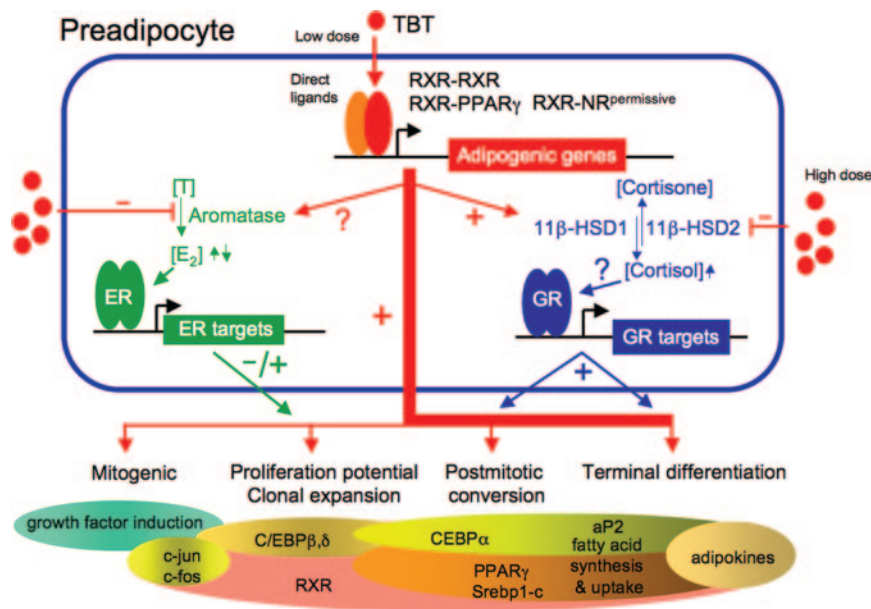 Preadipocyte
TBT
Low dose
Direct
ligands
RXR-RXR
RXR-PPARγ RXR-NRpermissive
Adipogenic genes
High dose
[T]
Aromatase
[E2]
–
?
+
[Cortisone]
11β-HSD1 11β-HSD2
–
[Cortisol]
?
ER
ER targets
+
GR
GR targets
–/+
+
Mitogenic
Proliferation potential
Clonal expansion
Postmitotic
conversion
Terminal differentiation
growth factor induction
c-jun
c-fos
C/EBPβ,δ
CEBPα
aP2
fatty acid
synthesis
& uptake
adipokines
RXR
PPARγ
Srebp1-c